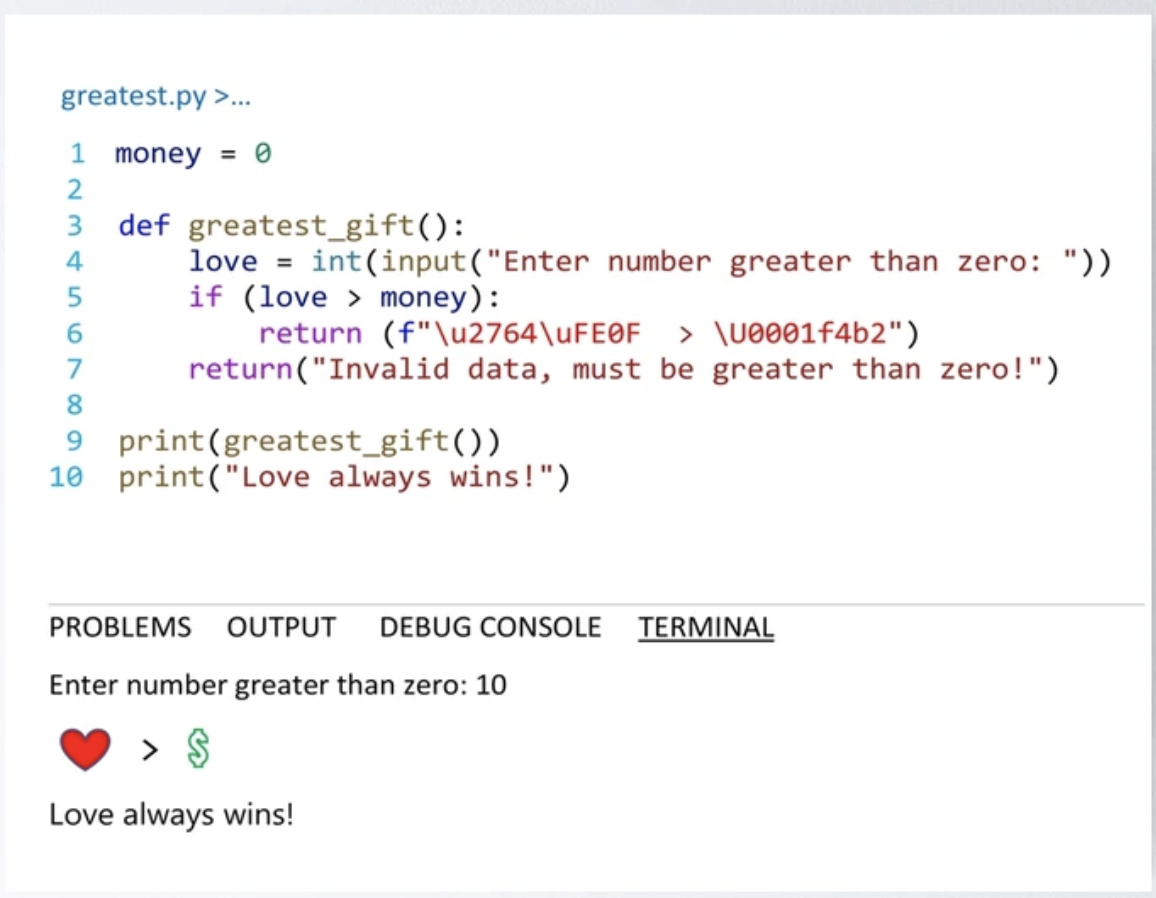 greatest.py >...
1 money = 0
2
3 def greatest_gift():
4     love = int(input("Enter number greater than zero: "))
5     if (love > money):
6         return (f"\u2764\uFE0F  > \U0001f4b2")
7     return("Invalid data, must be greater than zero!")
8
9 print(greatest_gift())
10 print("Love always wins!")
PROBLEMS OUTPUT DEBUG CONSOLE TERMINAL
Enter number greater than zero: 10
❤️ > 💲
Love always wins!